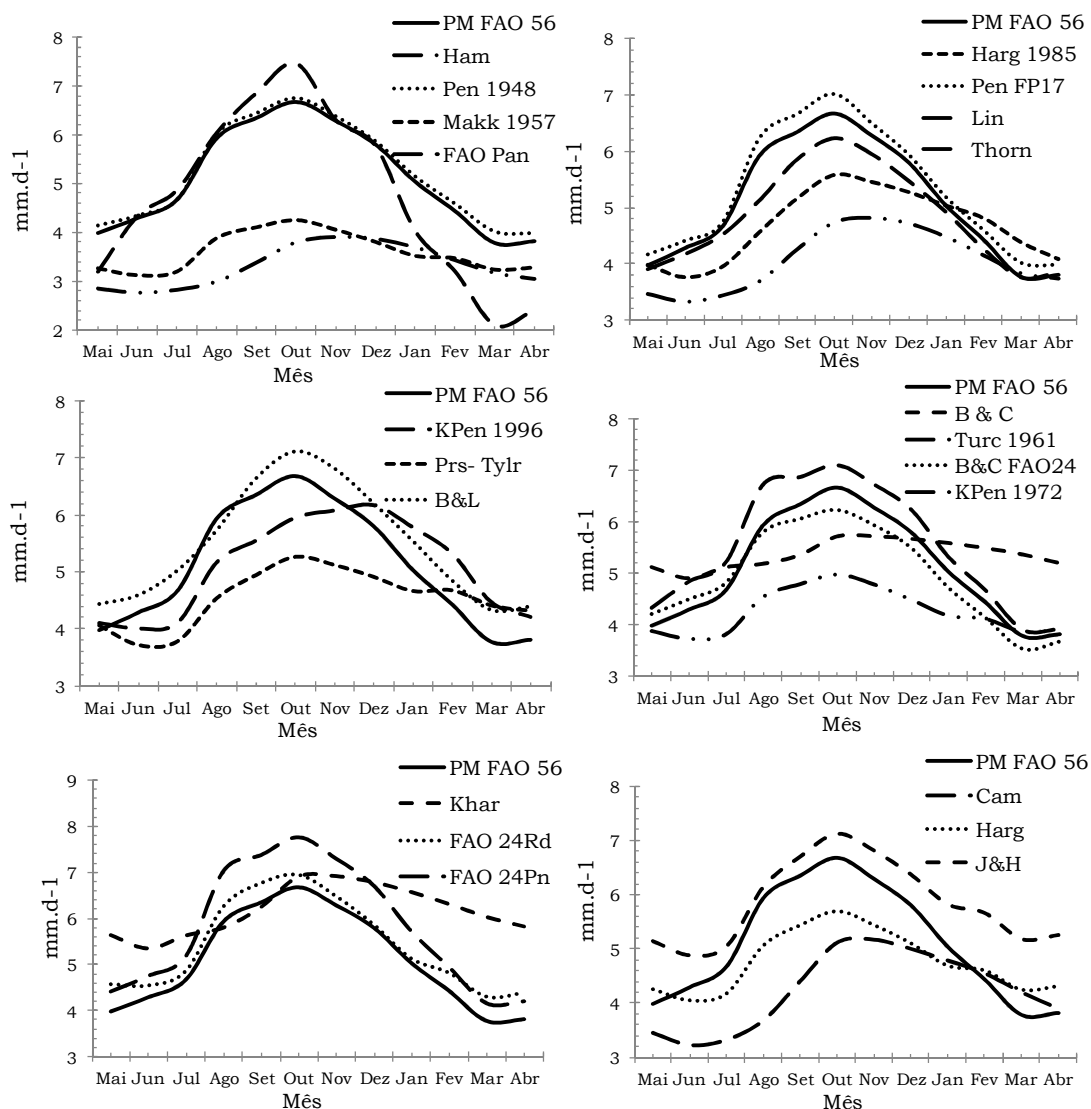 PM FAO 56
Ham
Pen 1948
Makk 1957
FAO Pan
8
7
6
5
4
3
2
mm.d-1
Mai Jun Jul Ago Set Out Nov Dez Jan Fev Mar Abr
Mês
PM FAO 56
Harg 1985
Pen FP17
Lin
Thorn
8
7
6
5
4
3
mm.d-1
Mai Jun Jul Ago Set Out Nov Dez Jan Fev Mar Abr
Mês
PM FAO 56
KPen 1996
Prs- Tylr
B&L
8
7
6
5
4
3
mm.d-1
Mai Jun Jul Ago Set Out Nov Dez Jan Fev Mar Abr
Mês
PM FAO 56
B & C
Turc 1961
B&C FAO24
KPen 1972
8
7
6
5
4
3
mm.d-1
Mai Jun Jul Ago Set Out Nov Dez Jan Fev Mar Abr
Mês
PM FAO 56
Khar
FAO 24Rd
FAO 24Pn
9
8
7
6
5
4
3
mm.d-1
Mai Jun Jul Ago Set Out Nov Dez Jan Fev Mar Abr
Mês
PM FAO 56
Cam
Harg
J&H
8
7
6
5
4
3
mm.d-1
Mai Jun Jul Ago Set Out Nov Dez Jan Fev Mar Abr
Mês